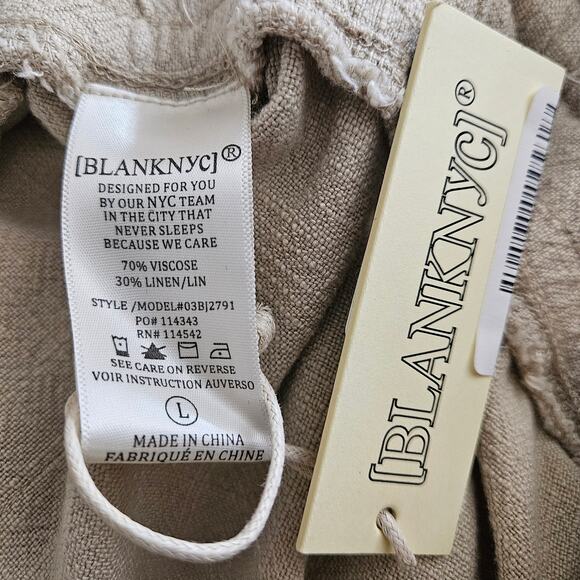 [BLANKNYC]®
DESIGNED FOR YOU
BY OUR NYC TEAM
IN THE CITY THAT
NEVER SLEEPS
BECAUSE WE CARE
70% VISCOSE
30% LINEN/LIN
STYLE /MODEL#03BJ2791
PO# 114343
RN# 114542
SEE CARE ON REVERSE
VOIR INSTRUCTION AUVERSO
L
MADE IN CHINA
FABRIQUÉ EN CHINE
[BLANKNYC]®